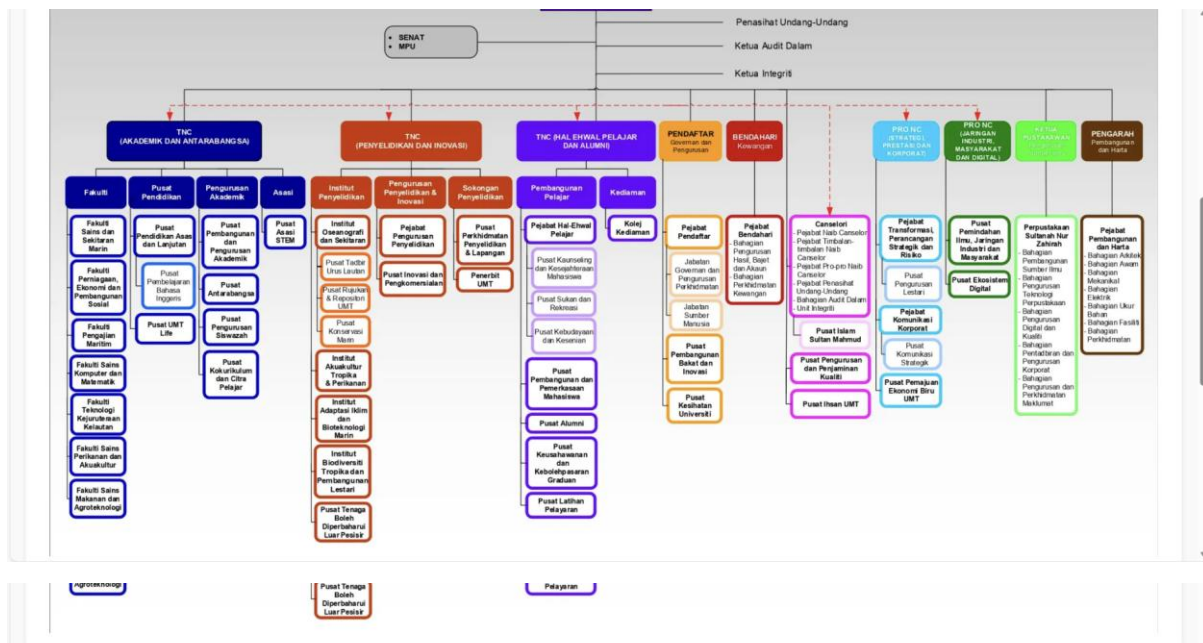 Penasihat Undang-Undang
• SENAT
• MPU
Ketua Audit Dalam
Ketua Integriti
TNC
(AKADEMIK DAN ANTARABANGSA)
TNC
(PENYELIDIKAN DAN INOVASI)
TNC (HAL EHWAL PELAJAR
DAN ALUMNI)
PENDAFTAR
Governan dan
Pengurusan
BENDAHARI
Kewangan
PRO NC
(STRATEGI,
PRESTASI DAN
KORPORAT)
PRO NC
(JARINGAN
INDUSTRI,
MASYARAKAT
DAN DIGITAL)
KETUA
PUSTAKAWAN
PENGARAH
Pembangunan
dan Harta
Fakulti
Pusat
Pendidikan
Pengurusan
Akademik
Asasi
Institut
Penyelidikan
Pengurusan
Penyelidikan &
Inovasi
Sokongan
Penyelidikan
Pembangunan
Pelajar
Kediaman
Fakulti
Sains dan
Sekitaran
Marin
Fakulti
Perniagaan,
Ekonomi dan
Pembangunan
Sosial
Fakulti
Pengajian
Maritim
Fakulti Sains
Komputer dan
Matematik
Fakulti
Teknologi
Kejuruteraan
Kelautan
Fakulti Sains
Perikanan dan
Akuakultur
Fakulti Sains
Makanan dan
Agroteknologi
Pusat
Pendidikan Asas
dan Lanjutan
Pusat
Pembelajaran
Bahasa
Inggeris
Pusat UMT
Life
Pusat
Pembangunan
dan
Pengurusan
Akademik
Pusat
Antarabangsa
Pusat
Pengurusan
Siswazah
Pusat
Kokurikulum
dan Citra
Pelajar
Pusat
Asasi
STEM
Institut
Oseanografi
dan Sekitaran
Pusat Tadbir
Urus Lautan
Pusat Rujukan
& Repositori
UMT
Pusat
Konservasi
Marin
Institut
Akuakultur
Tropika
& Perikanan
Institut
Adaptasi Iklim
dan
Bioteknologi
Marin
Institut
Biodiversiti
Tropika dan
Pembangunan
Lestari
Pusat Tenaga
Boleh
Diperbaharui
Luar Pesisir
Pejabat
Pengurusan
Penyelidikan
Pusat Inovasi dan
Pengkomersialan
Pusat
Perkhidmatan
Penyelidikan
& Lapangan
Penerbit
UMT
Pejabat Hal-Ehwal
Pelajar
Pusat Kaunseling
dan Kesejahteraan
Mahasiswa
Pusat Sukan dan
Rekreasi
Pusat Kebudayaan
dan Kesenian
Pusat
Pembangunan dan
Pemerkasaan
Mahasiswa
Pusat Alumni
Pusat
Keusahawanan
dan
Kebolehpasaran
Graduan
Pusat Latihan
Pelayaran
Kolej
Kediaman
Pejabat
Pendaftar
Jabatan
Governan dan
Pengurusan
Perkhidmatan
Jabatan
Sumber
Manusia
Pusat
Pembangunan
Bakat dan
Inovasi
Pusat
Kesihatan
Universiti
Pejabat
Bendahari
- Bahagian
Pengurusan
Hasil, Bajet
dan Akaun
- Bahagian
Perkhidmatan
Kewangan
Canselori
- Pejabat Naib Canselor
- Pejabat Timbalan-
timbalan Naib
Canselor
- Pejabat Pro-pro Naib
Canselor
- Pejabat Penasihat
Undang-Undang
- Bahagian Audit Dalam
- Unit Integriti
Pusat Islam
Sultan Mahmud
Pusat Pengurusan
dan Penjaminan
Kualiti
Pusat Ihsan UMT
Pejabat
Transformasi,
Perancangan
Strategik &
Risiko
Pusat
Pengurusan
Lestari
Pejabat
Komunikasi
Korporat
Pusat
Komunikasi
Strategik
Pusat Pemajuan
Ekonomi Biru
UMT
Pusat
Pemindahan
Ilmu, Jaringan
Industri dan
Masyarakat
Pusat Ekosistem
Digital
Perpustakaan
Sultanah Nur
Zahirah
- Bahagian
Pembangunan
Sumber Ilmu
- Bahagian
Pengurusan
Teknologi
Perpustakaan
- Bahagian
Pengurusan
Digital dan
Kualiti
- Bahagian
Pentadbiran dan
Pengurusan
Korporat
- Bahagian
Pengurusan dan
Perkhidmatan
Maklumat
Pejabat
Pembangunan
dan Harta
- Bahagian Arkitek
- Bahagian Awam
- Bahagian
Mekanikal
- Bahagian
Elektrik
- Bahagian Ukur
Bahan
- Bahagian Fasiliti
- Bahagian
Perkhidmatan
Agroteknologi
Pusat Tenaga
Boleh
Diperbaharui
Luar Pesisir
Pelayaran